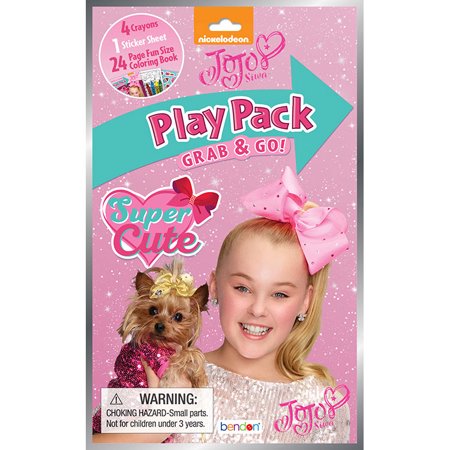 4 Crayons
1 Sticker Sheet
24 Page Fun Size
Coloring Book
nickelodeon
JoJo
Siwa
Play Pack
GRAB & GO!
Super
Cute
WARNING:
CHOKING HAZARD-Small parts.
Not for children under 3 years.
bendon
JoJo
Siwa